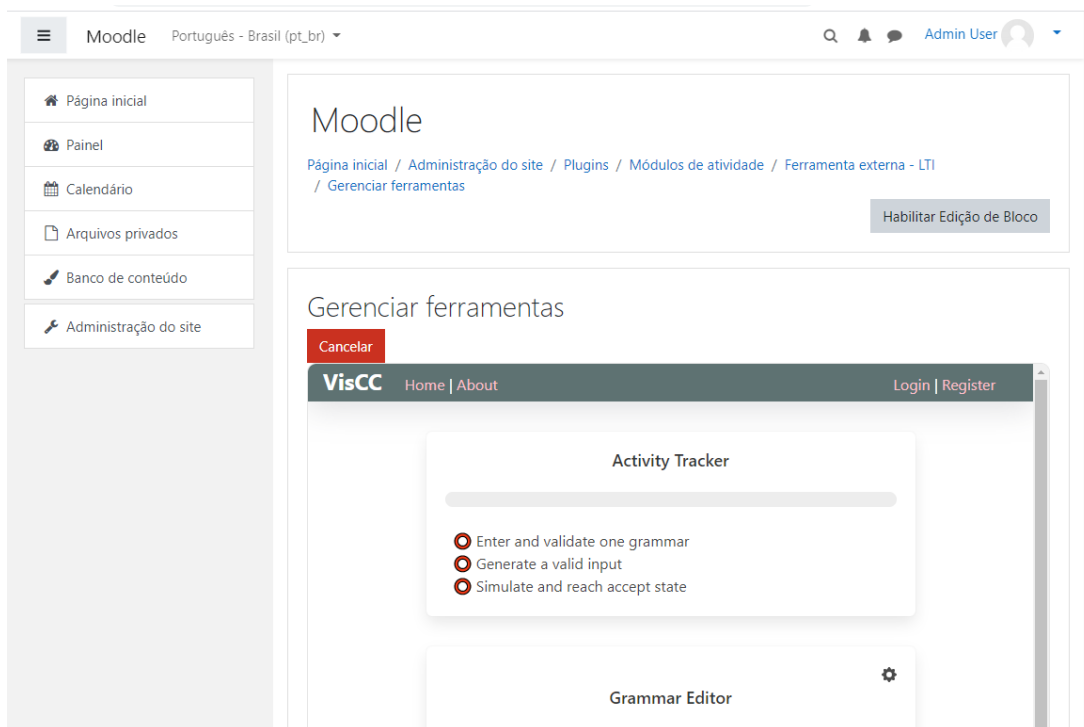 Moodle Português - Brasil (pt_br) Admin User
Página inicial
Painel
Calendário
Arquivos privados
Banco de conteúdo
Administração do site
Moodle
Página inicial / Administração do site / Plugins / Módulos de atividade / Ferramenta externa - LTI
/ Gerenciar ferramentas
Habilitar Edição de Bloco
Gerenciar ferramentas
Cancelar
VisCC Home | About Login | Register
Activity Tracker
Enter and validate one grammar
Generate a valid input
Simulate and reach accept state
Grammar Editor